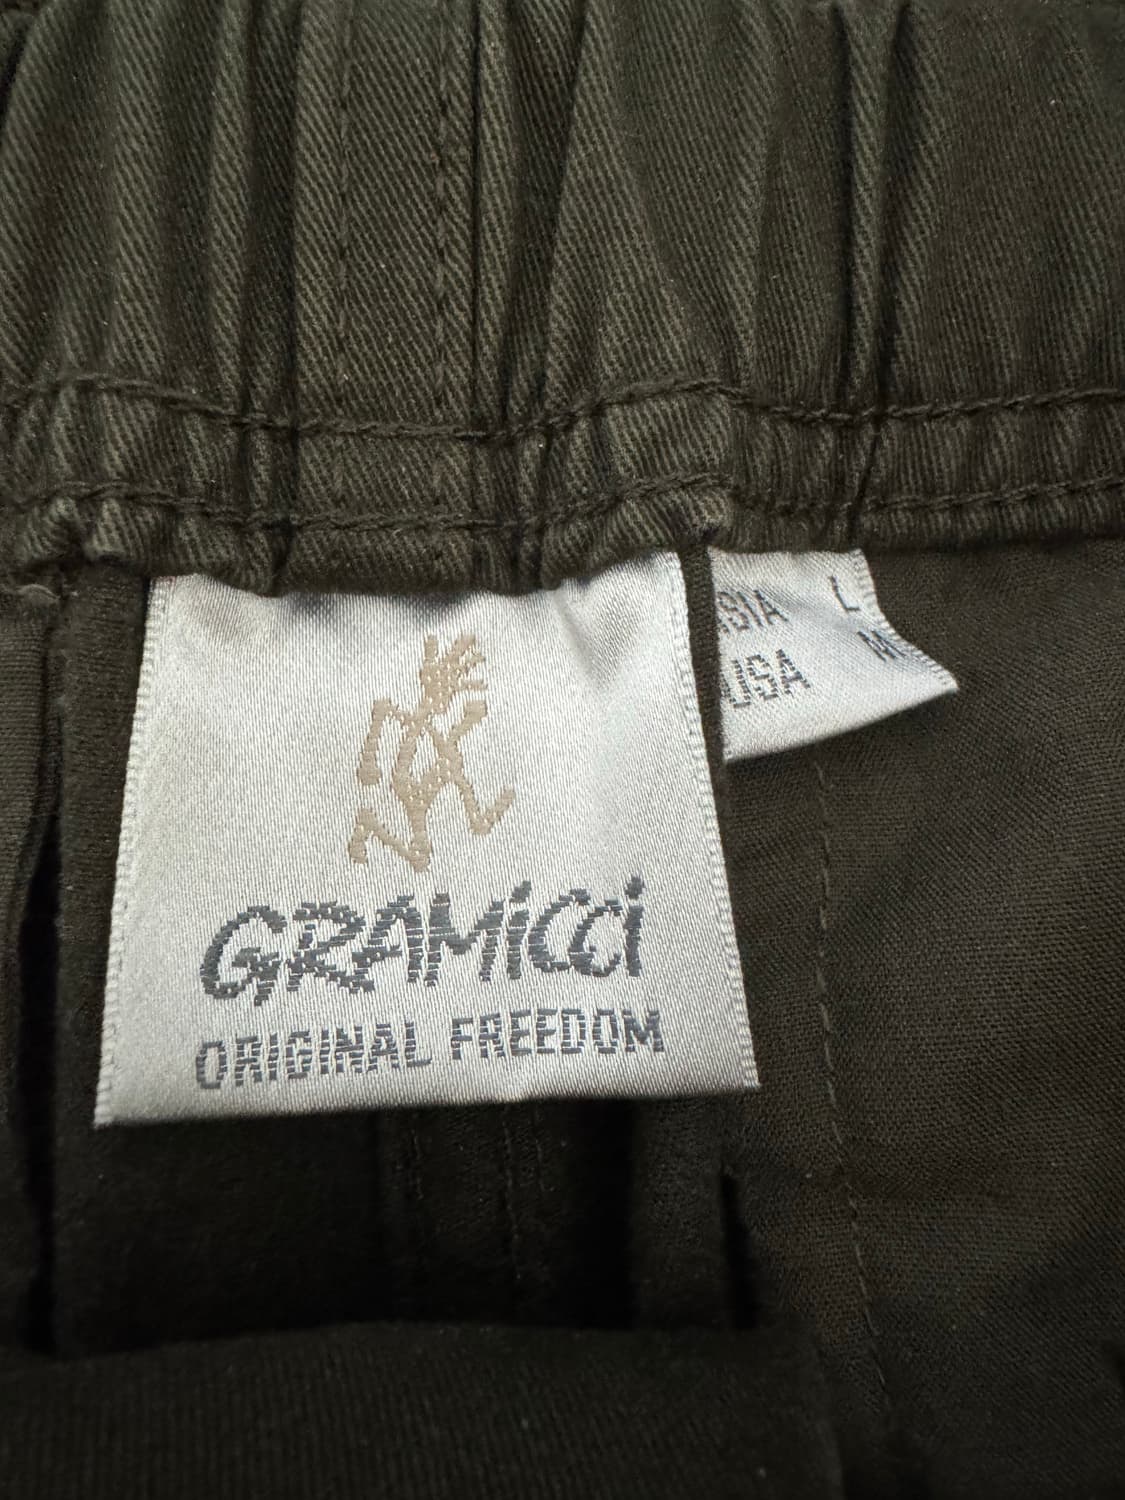 GRAMiCCi
ORIGINAL FREEDOM
L
USA M